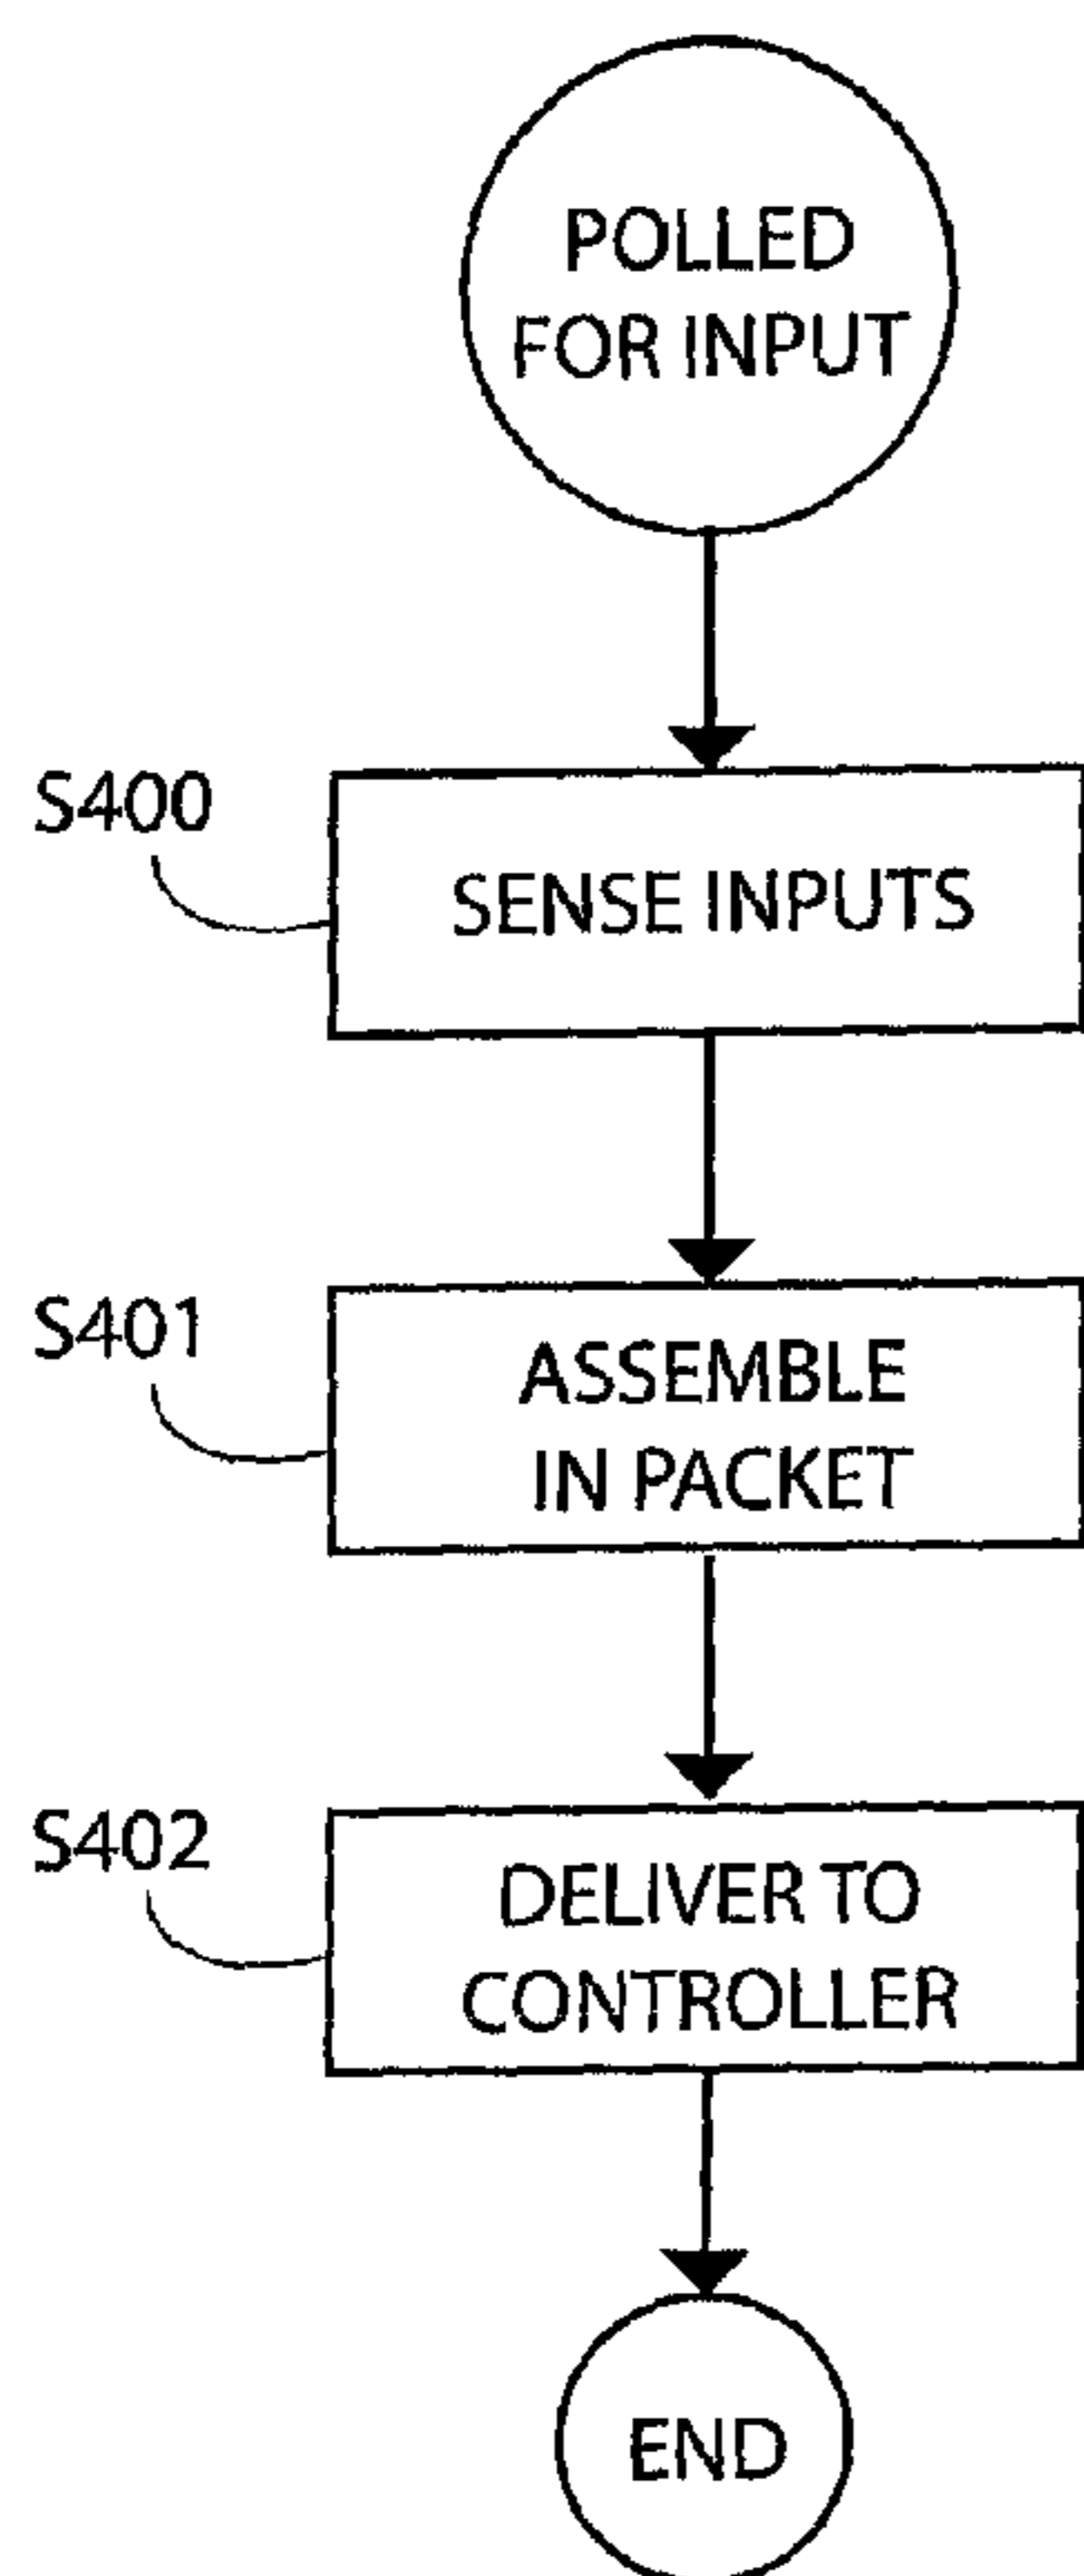 POLLED
FOR INPUT
S400
SENSE INPUTS
S401
ASSEMBLE
IN PACKET
S402
DELIVER TO
CONTROLLER
END